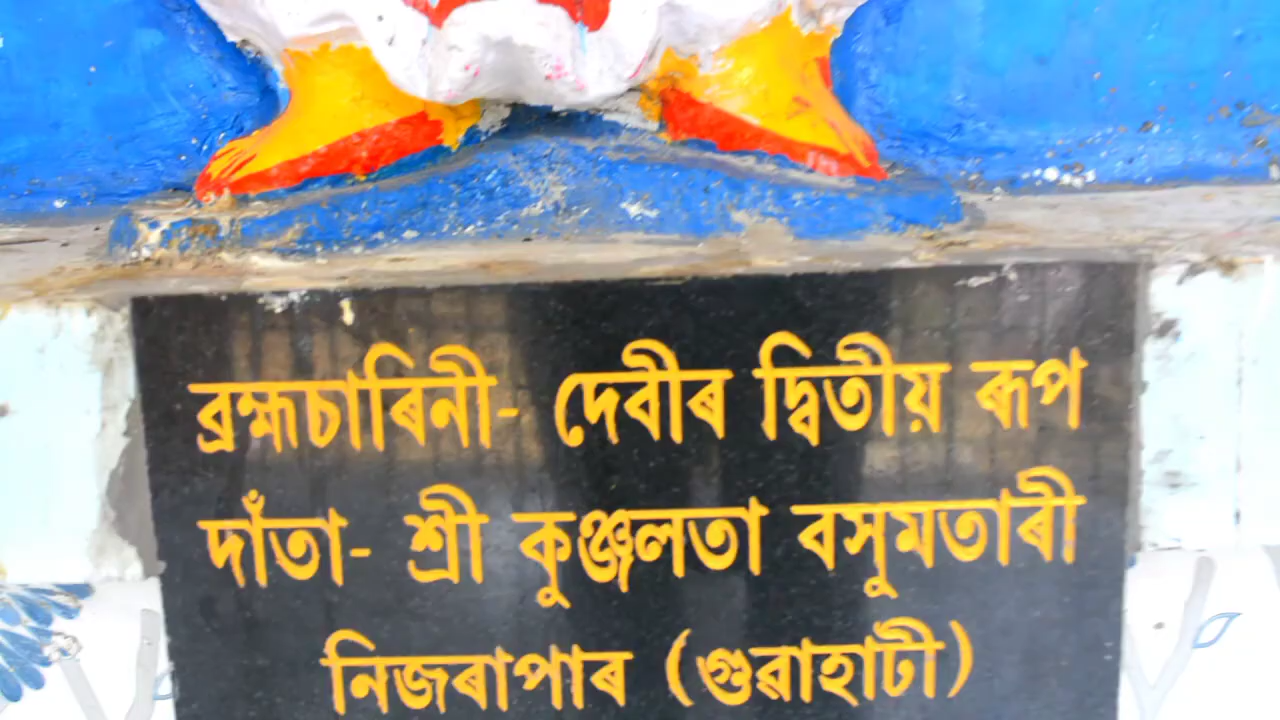 ব্ৰহ্মচাৰিনী- দেবীৰ দ্বিতীয় ৰূপ
দাঁতা- শ্ৰী কুঞ্জলতা বসুমতাৰী
নিজৰাপাৰ (গুৱাহাটী)